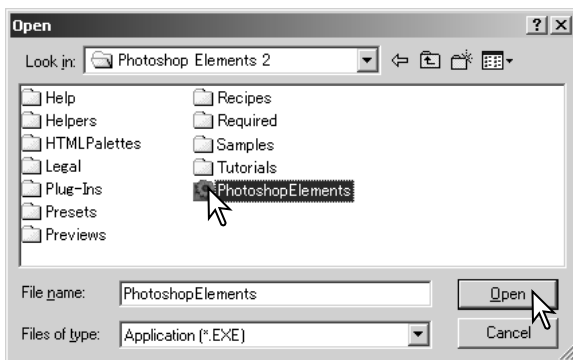 Open
Look in: Photoshop Elements 2
Help
Helpers
HTMLPalettes
Legal
Plug-Ins
Presets
Previews
Recipes
Required
Samples
Tutorials
PhotoshopElements
File name: PhotoshopElements Open
Files of type: Application (*.EXE) Cancel